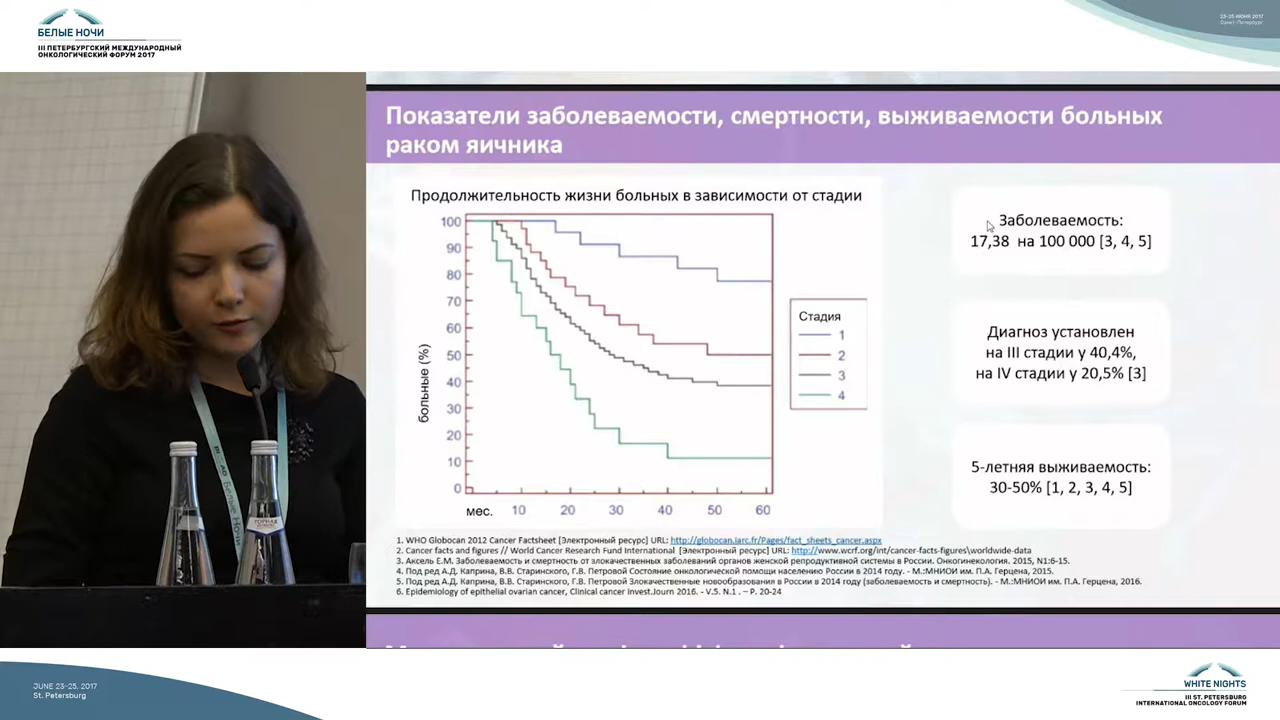 БЕЛЫЕ НОЧИ
III ПЕТЕРБУРГСКИЙ МЕЖДУНАРОДНЫЙ
ОНКОЛОГИЧЕСКИЙ ФОРУМ 2017
23-25 ИЮНЯ 2017
Санкт-Петербург
Показатели заболеваемости, смертности, выживаемости больных
раком яичника
Продолжительность жизни больных в зависимости от стадии
больные (%)
100
90
80
70
60
50
40
30
20
10
0
мес. 10 20 30 40 50 60
Стадия
1
2
3
4
Заболеваемость:
17,38 на 100 000 [3, 4, 5]
Диагноз установлен
на III стадии у 40,4%,
на IV стадии у 20,5% [3]
5-летняя выживаемость:
30-50% [1, 2, 3, 4, 5]
1. WHO Globocan 2012 Cancer Factsheet [Электронный ресурс] URL: http://globocan.iarc.fr/Pages/fact_sheets_cancer.aspx
2. Cancer facts and figures // World Cancer Research Fund International [Электронный ресурс] URL: http://www.wcrf.org/int/cancer-facts-figures\worldwide-data
3. Аксель Е.М. Заболеваемость и смертность от злокачественных заболеваний органов женской репродуктивной системы в России. Онкогинекология. 2015, N1:6-15.
4. Под ред А.Д. Каприна, В.В. Старинского, Г.В. Петровой Состояние онкологической помощи населению России в 2014 году. - М.:МНИОИ им. П.А. Герцена, 2015.
5. Под ред А.Д. Каприна, В.В. Старинского, Г.В. Петровой Злокачественные новообразования в России в 2014 году (заболеваемость и смертность). - М.:МНИОИ им. П.А. Герцена, 2016.
6. Epidemiology of epithelial ovarian cancer, Clinical cancer Invest.Journ 2016. - V.5. N.1 . – P. 20-24
Белые Ноч
ГОРНАЯ
JUNE 23-25, 2017
St. Petersburg
WHITE NIGHTS
III ST. PETERSBURG
INTERNATIONAL ONCOLOGY FORUM